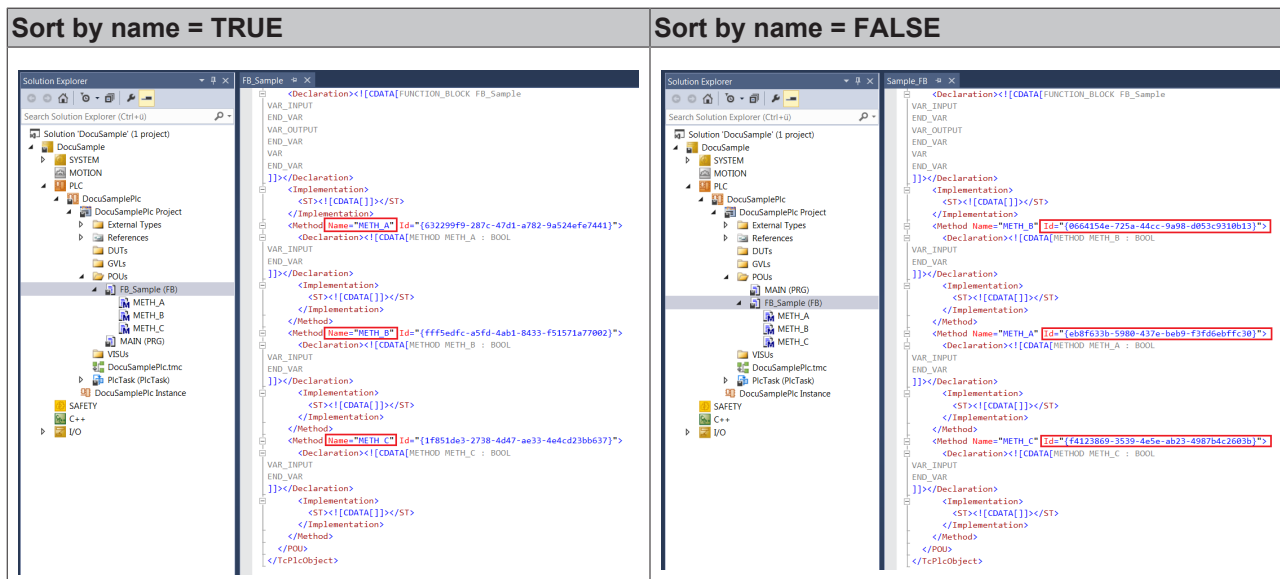 Sort by name = TRUE
Solution Explorer
Search Solution Explorer (Ctrl+ü)
Solution 'DocuSample' (1 project)
DocuSample
SYSTEM
MOTION
PLC
DocuSamplePlc
DocuSamplePlc Project
External Types
References
DUTs
GVLs
POUs
FB_Sample (FB)
METH_A
METH_B
METH_C
MAIN (PRG)
VISUs
DocuSamplePlc.tmc
PlcTask (PlcTask)
DocuSamplePlc Instance
SAFETY
C++
I/O
FB_Sample
<Declaration><![CDATA[FUNCTION_BLOCK FB_Sample
VAR_INPUT
END_VAR
VAR_OUTPUT
END_VAR
VAR
END_VAR
]]></Declaration>
<Implementation>
<ST><![CDATA[]]></ST>
</Implementation>
<Method Name="METH_A" Id="{632299f9-287c-47d1-a782-9a524efe7441}">
<Declaration><![CDATA[METHOD METH_A : BOOL
VAR_INPUT
END_VAR
]]></Declaration>
<Implementation>
<ST><![CDATA[]]></ST>
</Implementation>
</Method>
<Method Name="METH_B" Id="{fff5edfc-a5fd-4ab1-8433-f51571a77002}">
<Declaration><![CDATA[METHOD METH_B : BOOL
VAR_INPUT
END_VAR
]]></Declaration>
<Implementation>
<ST><![CDATA[]]></ST>
</Implementation>
</Method>
<Method Name="METH_C" Id="{1f851de3-2738-4d47-ae33-4e4cd23bb637}">
<Declaration><![CDATA[METHOD METH_C : BOOL
VAR_INPUT
END_VAR
]]></Declaration>
<Implementation>
<ST><![CDATA[]]></ST>
</Implementation>
</Method>
</POU>
</TcPlcObject>
Sort by name = FALSE
Solution Explorer
Search Solution Explorer (Ctrl+ü)
Solution 'DocuSample' (1 project)
DocuSample
SYSTEM
MOTION
PLC
DocuSamplePlc
DocuSamplePlc Project
External Types
References
DUTs
GVLs
POUs
MAIN (PRG)
FB_Sample (FB)
METH_A
METH_B
METH_C
VISUs
DocuSamplePlc.tmc
PlcTask (PlcTask)
DocuSamplePlc Instance
SAFETY
C++
I/O
Sample_FB
<Declaration><![CDATA[FUNCTION_BLOCK FB_Sample
VAR_INPUT
END_VAR
VAR_OUTPUT
END_VAR
VAR
END_VAR
]]></Declaration>
<Implementation>
<ST><![CDATA[]]></ST>
</Implementation>
<Method Name="METH_B" Id="{0664154e-725a-44cc-9a98-d053c9310b13}">
<Declaration><![CDATA[METHOD METH_B : BOOL
VAR_INPUT
END_VAR
]]></Declaration>
<Implementation>
<ST><![CDATA[]]></ST>
</Implementation>
</Method>
<Method Name="METH_A" Id="{eb8f633b-5980-437e-beb9-f3fd6ebffc30}">
<Declaration><![CDATA[METHOD METH_A : BOOL
VAR_INPUT
END_VAR
]]></Declaration>
<Implementation>
<ST><![CDATA[]]></ST>
</Implementation>
</Method>
<Method Name="METH_C" Id="{f4123869-3539-4e5e-ab23-4987b4c2603b}">
<Declaration><![CDATA[METHOD METH_C : BOOL
VAR_INPUT
END_VAR
]]></Declaration>
<Implementation>
<ST><![CDATA[]]></ST>
</Implementation>
</Method>
</POU>
</TcPlcObject>